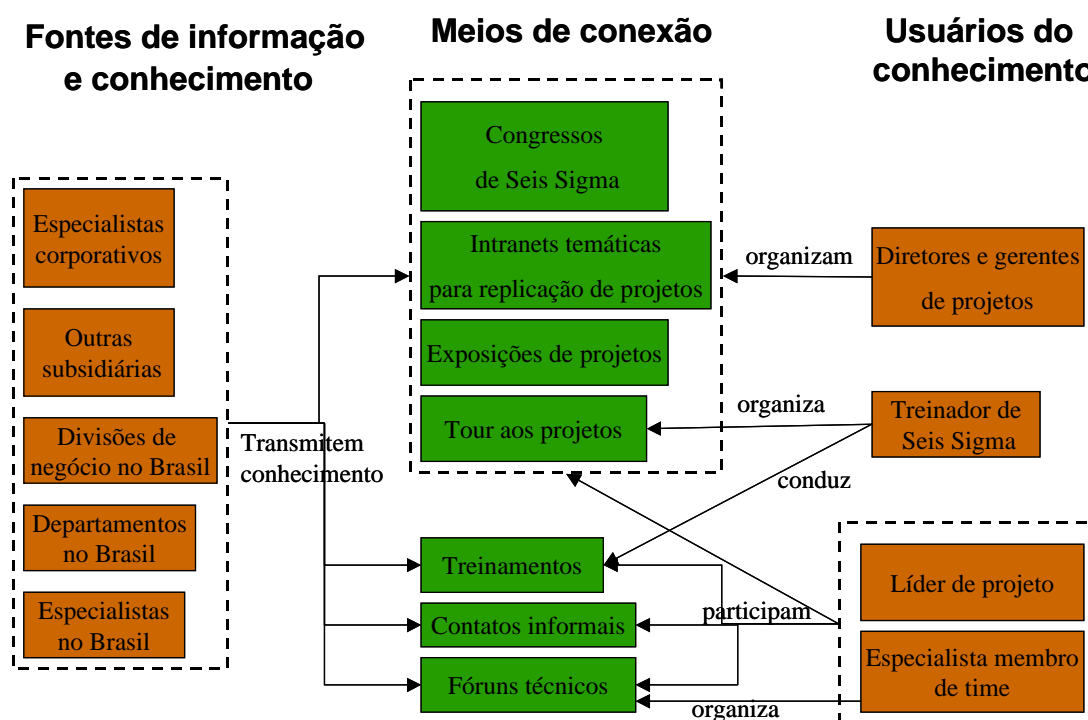 Fontes de informação
e conhecimento
Meios de conexão
Usuários do
conhecimento
Especialistas
corporativos
Outras
subsidiárias
Divisões de
negócio no Brasil
Departamentos
no Brasil
Especialistas
no Brasil
Transmitem
conhecimento
Congressos
de Seis Sigma
Intranets temáticas
para replicação de projetos
Exposições de projetos
Tour aos projetos
Treinamentos
Contatos informais
Fóruns técnicos
organizam
organiza
conduz
participam
organiza
Diretores e gerentes
de projetos
Treinador de
Seis Sigma
Líder de projeto
Especialista membro
de time